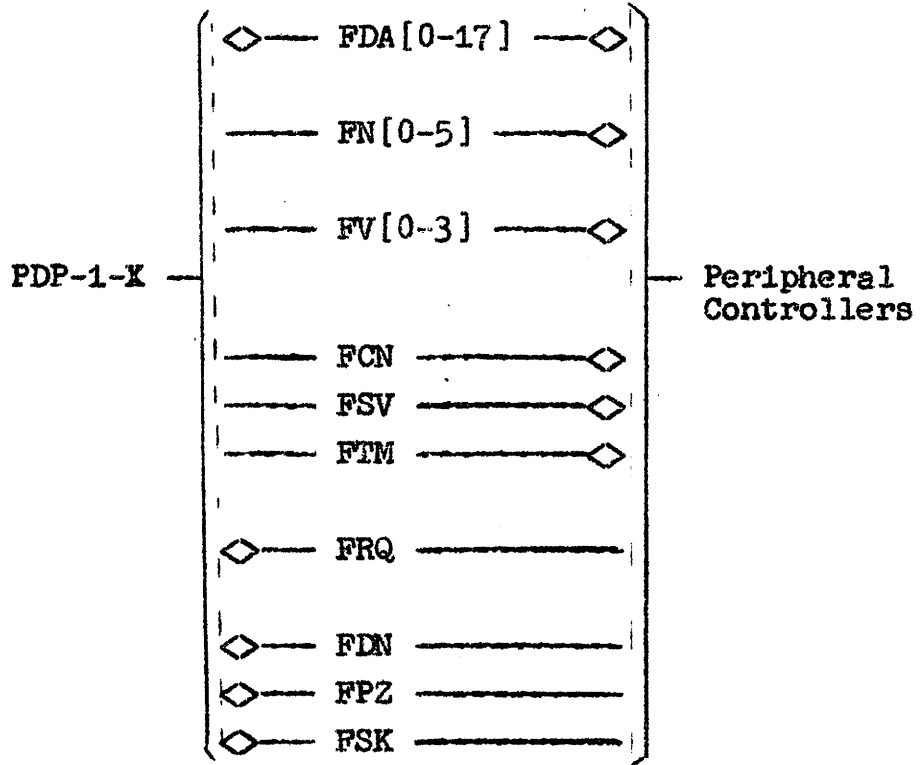 FDA[0-17]
FN[0-5]
FV[0-3]
PDP-1-X
Peripheral
Controllers
FCN
FSV
FTM
FRQ
FDN
FPZ
FSK